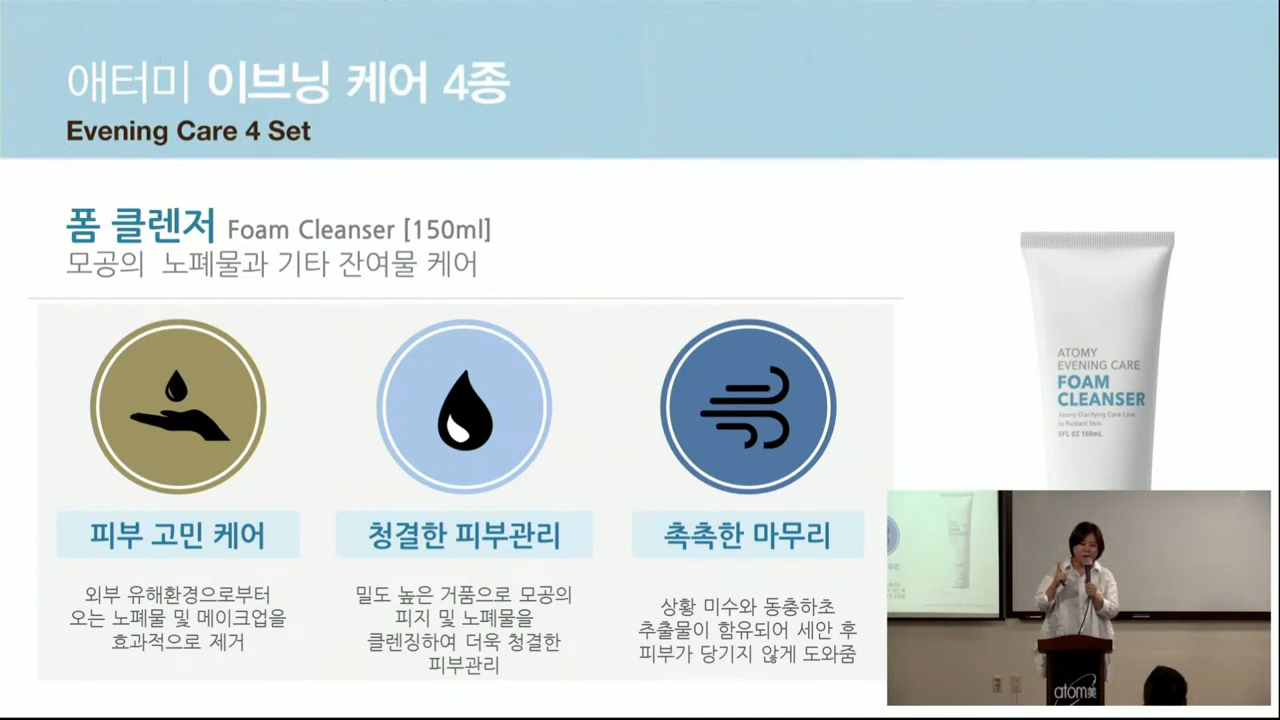 애터미 이브닝 케어 4종
Evening Care 4 Set
폼 클렌저 Foam Cleanser [150ml]
모공의 노폐물과 기타 잔여물 케어
피부 고민 케어
외부 유해환경으로부터
오는 노폐물 및 메이크업을
효과적으로 제거
청결한 피부관리
밀도 높은 거품으로 모공의
피지 및 노폐물을
클렌징하여 더욱 청결한
피부관리
촉촉한 마무리
상황 미수와 동충하초
추출물이 함유되어 세안 후
피부가 당기지 않게 도와줌
ATOMY
EVENING CARE
FOAM
CLEANSER
Atomy Clarifying Care Line
to Radiant Skin
5FL OZ 150mL
atom美